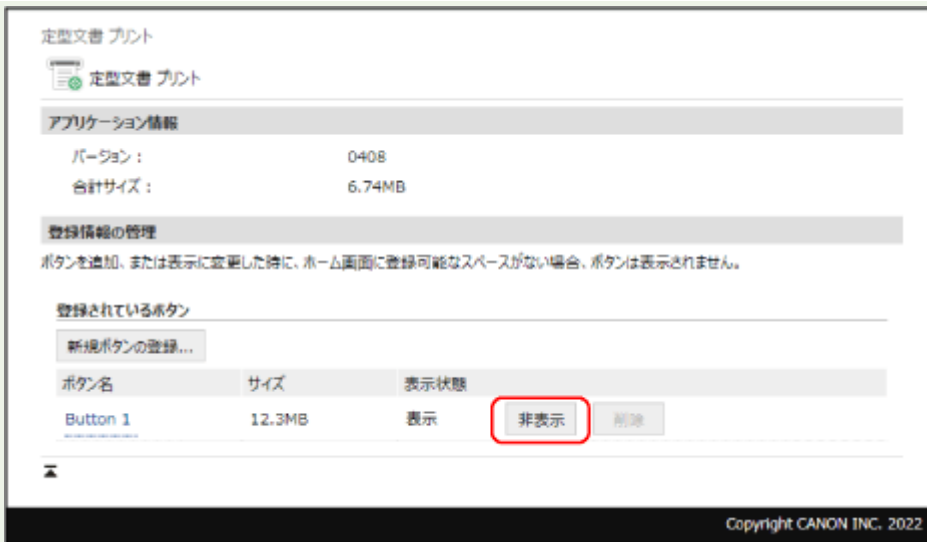 定型文書 プリント
定型文書 プリント
アプリケーション情報
バージョン : 0408
合計サイズ : 6.74MB
登録情報の管理
ボタンを追加、または表示に変更した時に、ホーム画面に登録可能なスペースがない場合、ボタンは表示されません。
登録されているボタン
新規ボタンの登録...
ボタン名 サイズ 表示状態
Button 1 12.3MB 表示 非表示 削除
Copyright CANON INC. 2022